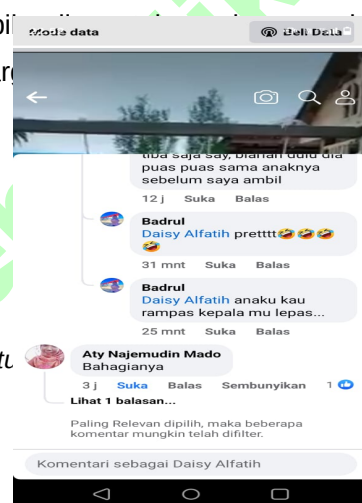 Mode data
Beli Data
tiba saja say, biarlah dulu dia
puas puas sama anaknya
sebelum saya ambil
12 j Suka Balas
Badrul
Daisy Alfatih pretttt🤣🤣🤣
🤣
31 mnt Suka Balas
Badrul
Daisy Alfatih anaku kau
rampas kepala mu lepas...
25 mnt Suka Balas
Aty Najemudin Mado
Bahagianya
3 j Suka Balas Sembunyikan 1
Lihat 1 balasan...
Paling Relevan dipilih, maka beberapa
komentar mungkin telah difilter.
Komentari sebagai Daisy Alfatih